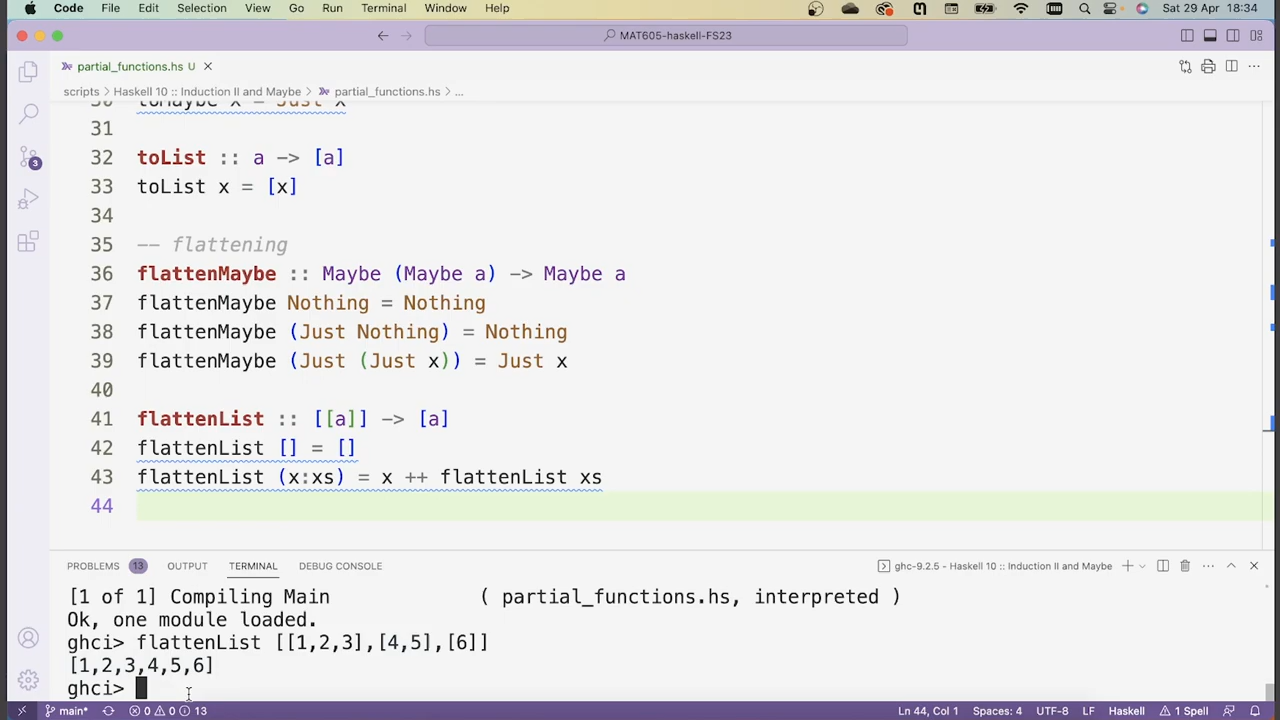 Code File Edit Selection View Go Run Terminal Window Help Sat 29 Apr 18:34
MAT605-haskell-FS23
partial_functions.hs U
scripts > Haskell 10 :: Induction II and Maybe > partial_functions.hs > ...
30 toMaybe x = Just x
31
32 toList :: a -> [a]
33 toList x = [x]
34
35 -- flattening
36 flattenMaybe :: Maybe (Maybe a) -> Maybe a
37 flattenMaybe Nothing = Nothing
38 flattenMaybe (Just Nothing) = Nothing
39 flattenMaybe (Just (Just x)) = Just x
40
41 flattenList :: [[a]] -> [a]
42 flattenList [] = []
43 flattenList (x:xs) = x ++ flattenList xs
44
3
PROBLEMS 13 OUTPUT TERMINAL DEBUG CONSOLE ghc-9.2.5 - Haskell 10 :: Induction II and Maybe
[1 of 1] Compiling Main ( partial_functions.hs, interpreted )
Ok, one module loaded.
ghci> flattenList [[1,2,3],[4,5],[6]]
[1,2,3,4,5,6]
ghci>
main* 0 0 13 Ln 44, Col 1 Spaces: 4 UTF-8 LF Haskell 1 Spell